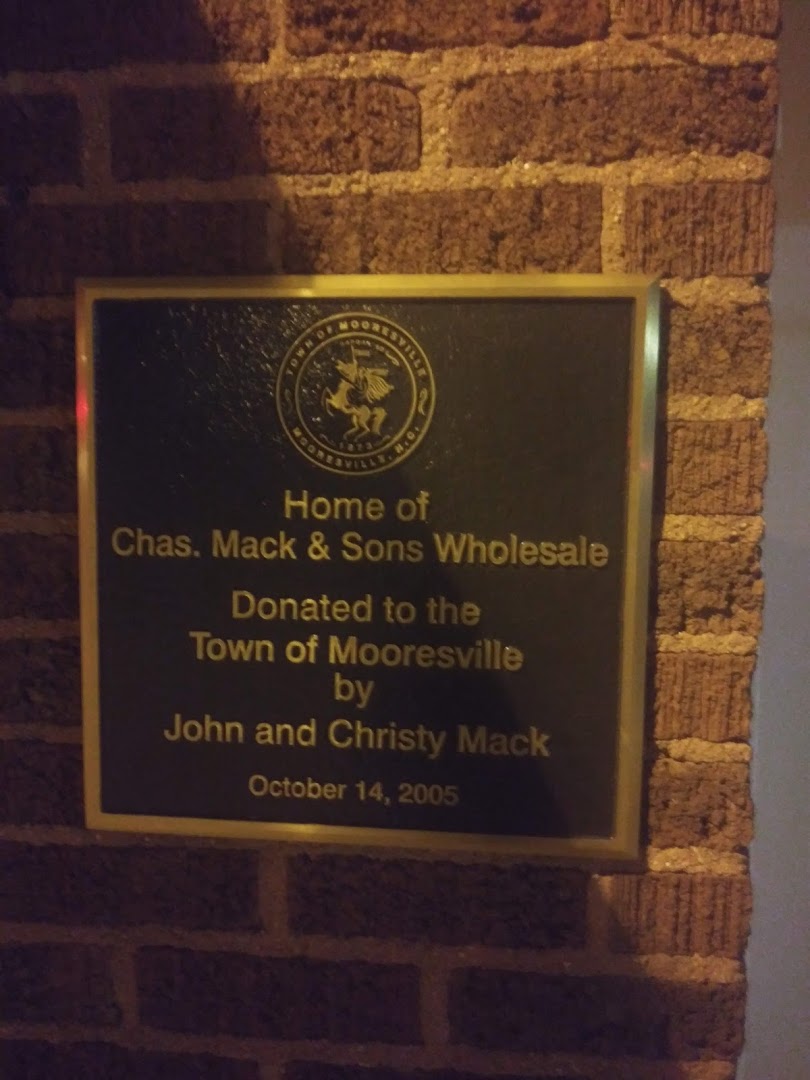 TOWN OF MOORESVILLE
1873
MOORESVILLE, N.C.
Home of
Chas. Mack & Sons Wholesale
Donated to the
Town of Mooresville
by
John and Christy Mack
October 14, 2005